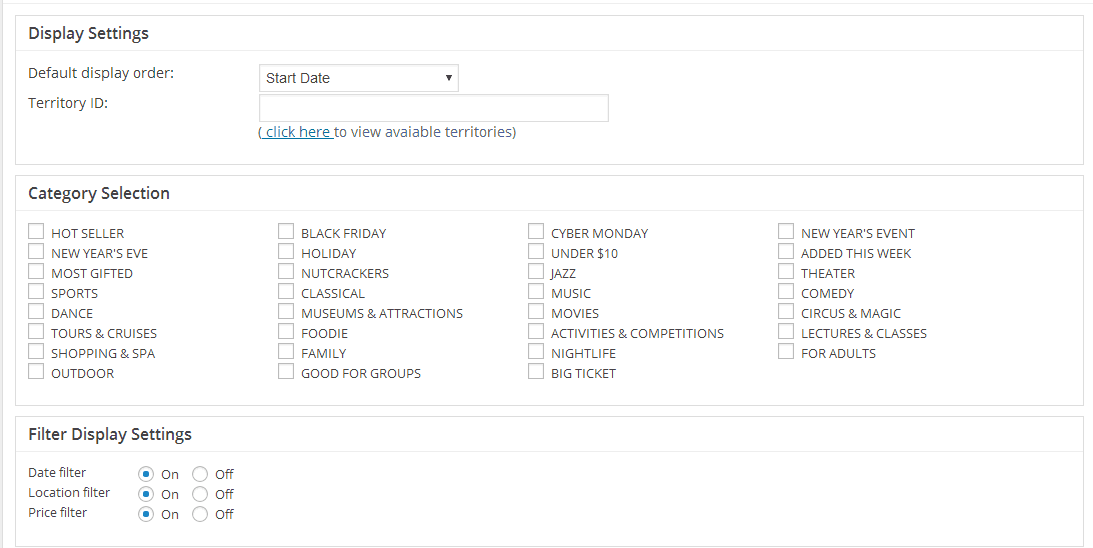 Display Settings
Default display order: Start Date
Territory ID:
( click here to view avaiable territories)
Category Selection
HOT SELLER BLACK FRIDAY CYBER MONDAY NEW YEAR'S EVENT
NEW YEAR'S EVE HOLIDAY UNDER $10 ADDED THIS WEEK
MOST GIFTED NUTCRACKERS JAZZ THEATER
SPORTS CLASSICAL MUSIC COMEDY
DANCE MUSEUMS & ATTRACTIONS MOVIES CIRCUS & MAGIC
TOURS & CRUISES FOODIE ACTIVITIES & COMPETITIONS LECTURES & CLASSES
SHOPPING & SPA FAMILY NIGHTLIFE FOR ADULTS
OUTDOOR GOOD FOR GROUPS BIG TICKET
Filter Display Settings
Date filter On Off
Location filter On Off
Price filter On Off